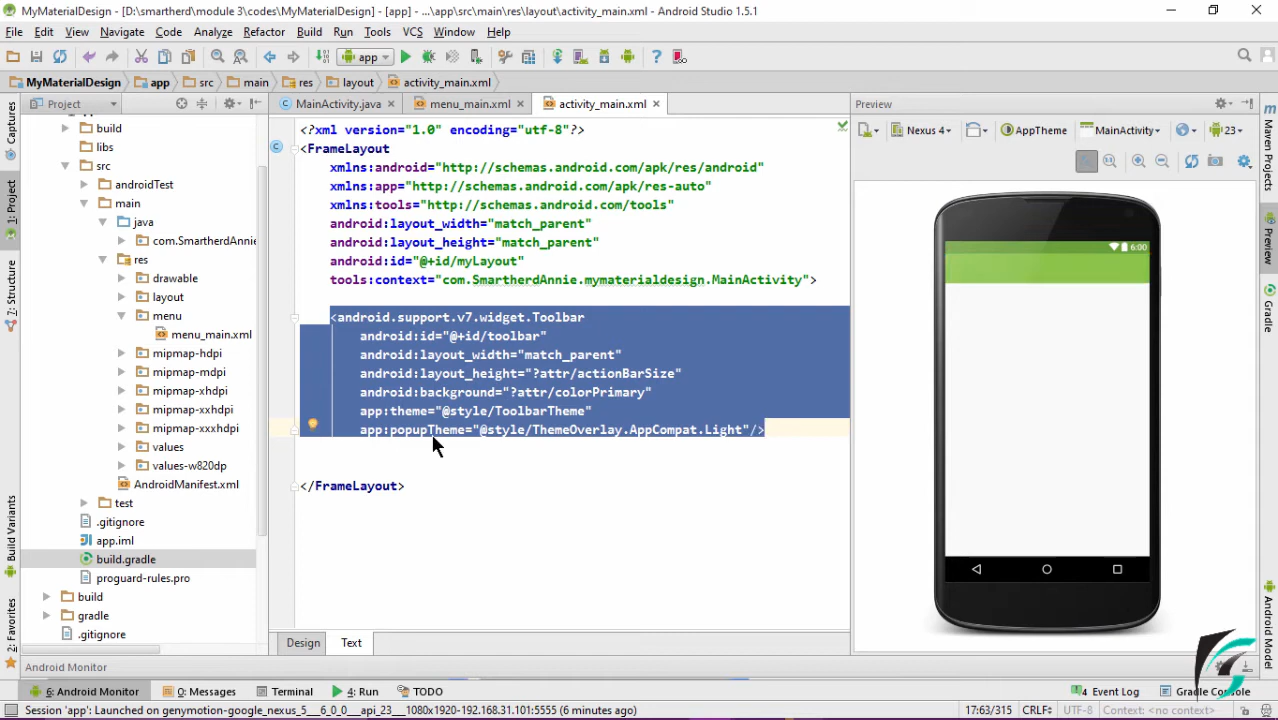 MyMaterialDesign - [D:\smartherd\module 3\codes\MyMaterialDesign] - [app] - ...\app\src\main\res\layout\activity_main.xml - Android Studio 1.5.1
File Edit View Navigate Code Analyze Refactor Build Run Tools VCS Window Help
app
MyMaterialDesign app src main res layout activity_main.xml
Project
MainActivity.java menu_main.xml activity_main.xml
Preview
Captures
1: Project
7: Structure
Build Variants
2: Favorites
build
libs
src
androidTest
main
java
com.SmartherdAnnie
res
drawable
layout
menu
menu_main.xml
mipmap-hdpi
mipmap-mdpi
mipmap-xhdpi
mipmap-xxhdpi
mipmap-xxxhdpi
values
values-w820dp
AndroidManifest.xml
test
.gitignore
app.iml
build.gradle
proguard-rules.pro
build
gradle
.gitignore
<?xml version="1.0" encoding="utf-8"?>
<FrameLayout
xmlns:android="http://schemas.android.com/apk/res/android"
xmlns:app="http://schemas.android.com/apk/res-auto"
xmlns:tools="http://schemas.android.com/tools"
android:layout_width="match_parent"
android:layout_height="match_parent"
android:id="@+id/myLayout"
tools:context="com.SmartherdAnnie.mymaterialdesign.MainActivity">
<android.support.v7.widget.Toolbar
android:id="@+id/toolbar"
android:layout_width="match_parent"
android:layout_height="?attr/actionBarSize"
android:background="?attr/colorPrimary"
app:theme="@style/ToolbarTheme"
app:popupTheme="@style/ThemeOverlay.AppCompat.Light"/>
</FrameLayout>
Design Text
Nexus 4 AppTheme MainActivity 23
6:00
Maven Projects
Preview
Gradle
Android Model
Android Monitor
6: Android Monitor 0: Messages Terminal 4: Run TODO 4 Event Log Gradle Console
Session 'app': Launched on genymotion-google_nexus_5___6_0_0___api_23___1080x1920-192.168.31.101:5555 (6 minutes ago) 17:63/315 CRLF UTF-8 Context: <no context>